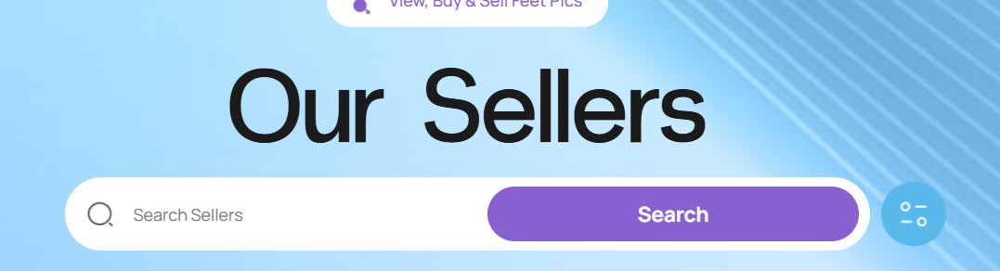 View, Buy & Sell Feet Pics
Our Sellers
Search Sellers
Search